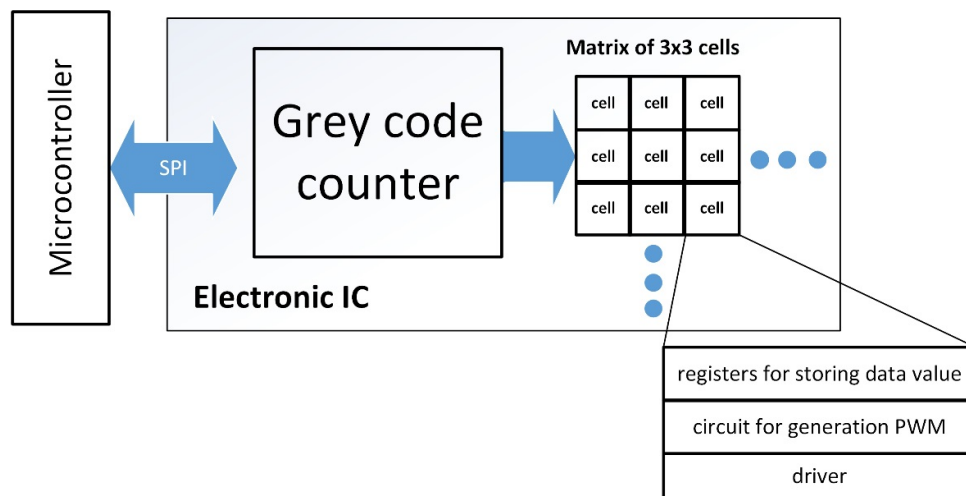 Microcontroller
SPI
Grey code
counter
Electronic IC
Matrix of 3x3 cells
cell cell cell
cell cell cell
cell cell cell
registers for storing data value
circuit for generation PWM
driver